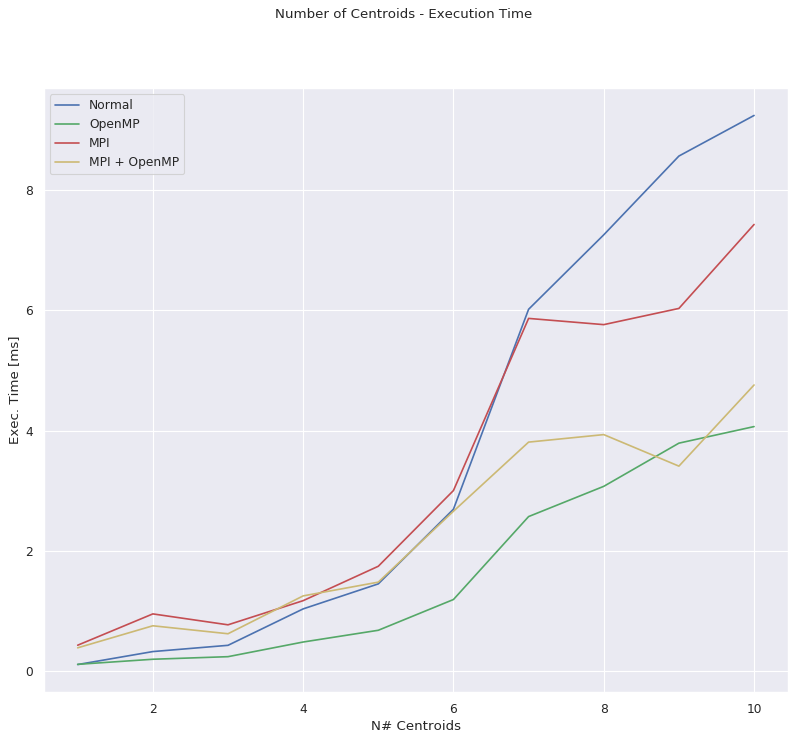 Number of Centroids - Execution Time
Normal
OpenMP
MPI
MPI + OpenMP
8
6
4
2
0
Exec. Time [ms]
2 4 6 8 10
N# Centroids